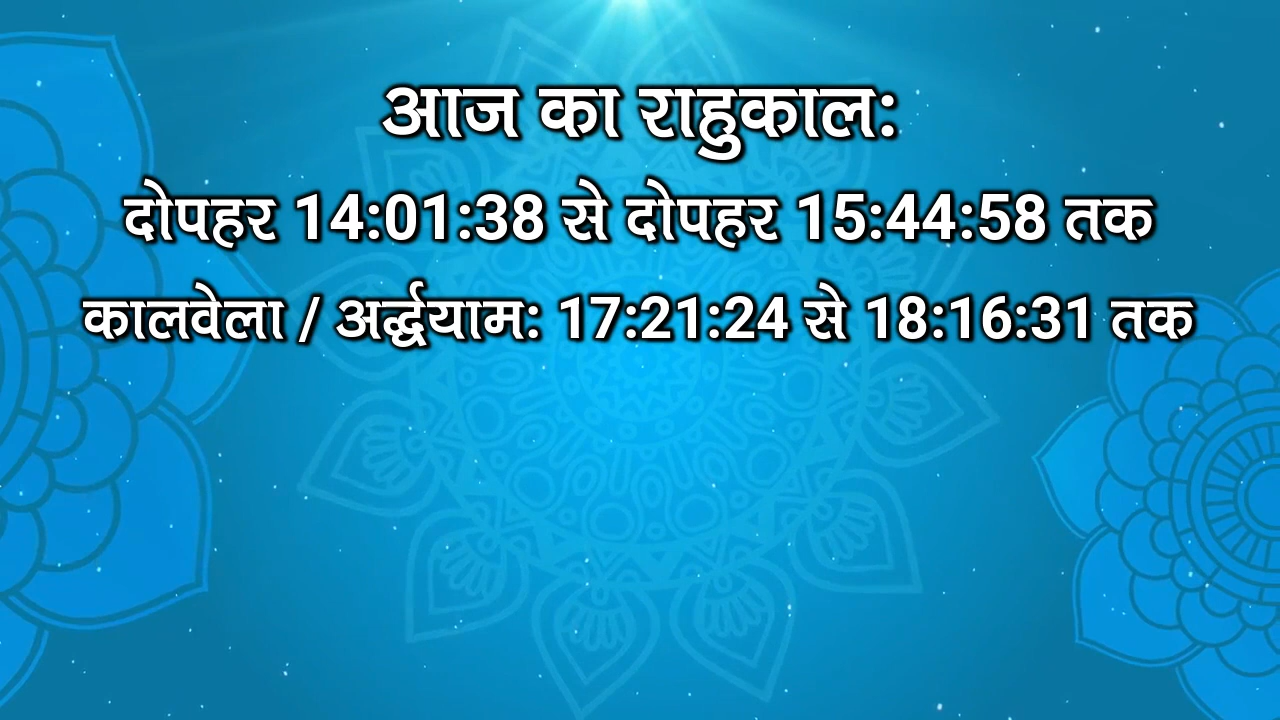 आज का राहुकाल:
दोपहर 14:01:38 से दोपहर 15:44:58 तक
कालवेला / अर्द्धयाम: 17:21:24 से 18:16:31 तक